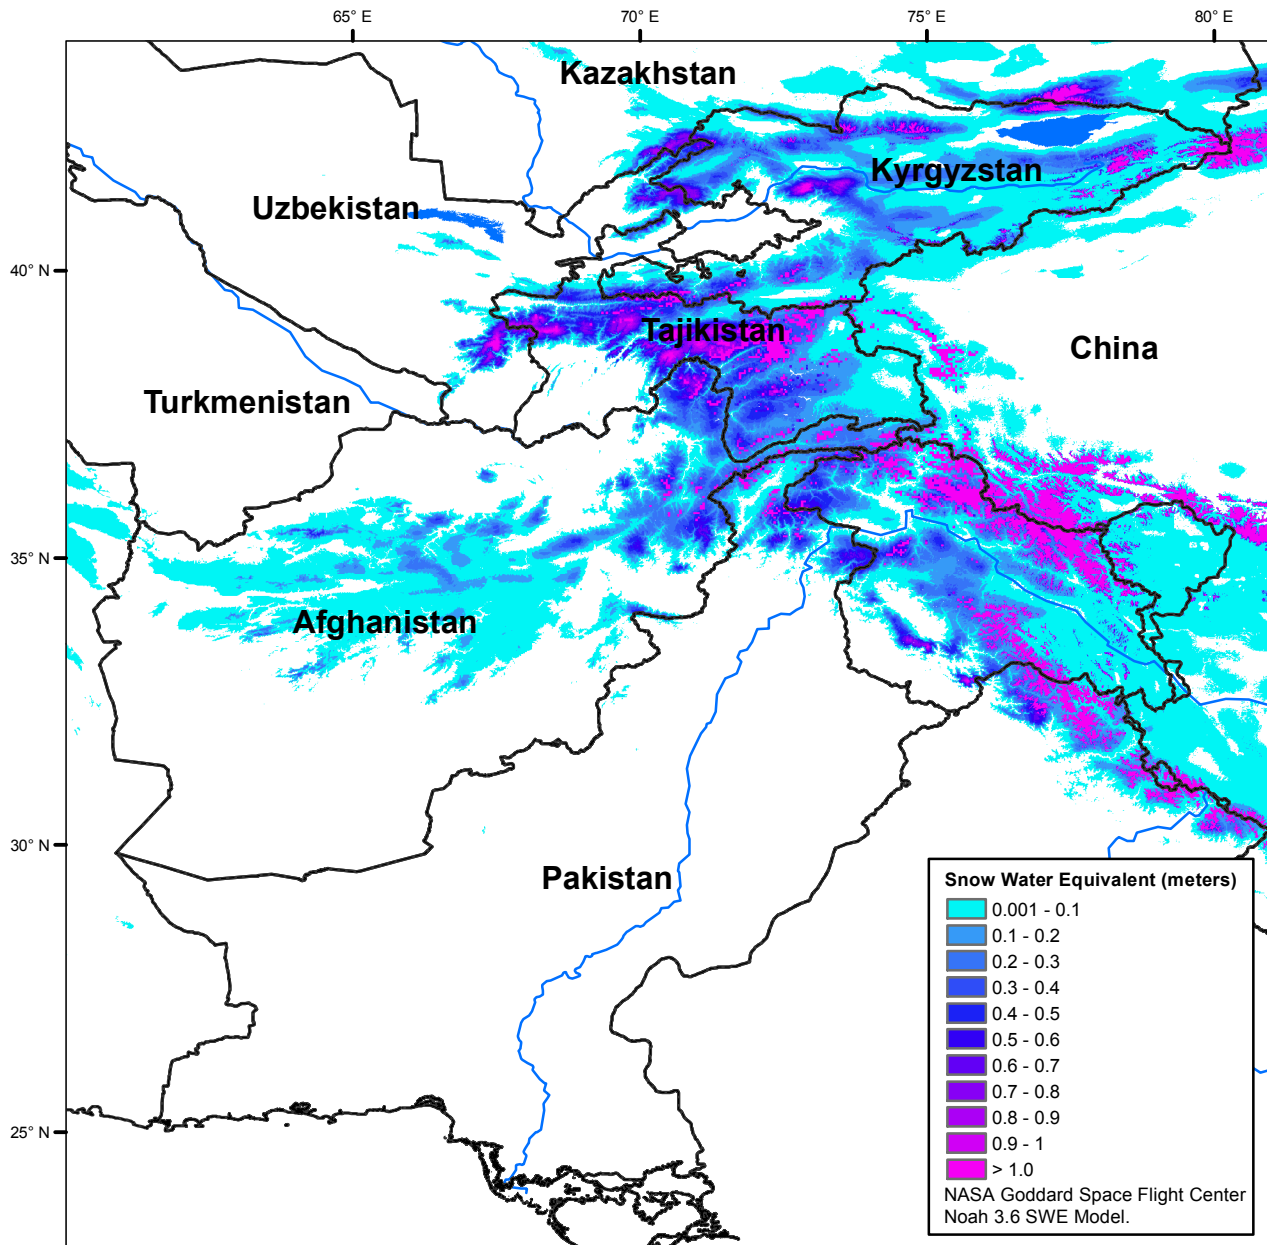 65° E
70° E
75° E
80° E
Kazakhstan
Kyrgyzstan
Uzbekistan
40° N
Tajikistan
China
Turkmenistan
35° N
Afghanistan
30° N
Pakistan
25° N
Snow Water Equivalent (meters)
0.001 - 0.1
0.1 - 0.2
0.2 - 0.3
0.3 - 0.4
0.4 - 0.5
0.5 - 0.6
0.6 - 0.7
0.7 - 0.8
0.8 - 0.9
0.9 - 1
> 1.0
NASA Goddard Space Flight Center
Noah 3.6 SWE Model.